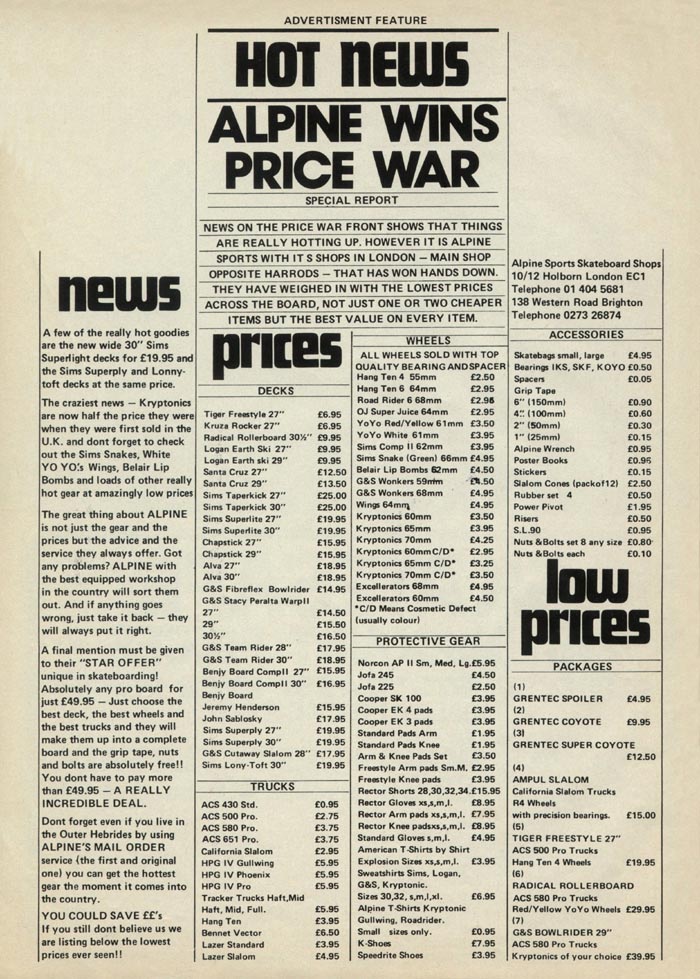 ADVERTISMENT FEATURE
HOT NEWS
ALPINE WINS
PRICE WAR
SPECIAL REPORT
NEWS ON THE PRICE WAR FRONT SHOWS THAT THINGS
ARE REALLY HOTTING UP. HOWEVER IT IS ALPINE
SPORTS WITH IT S SHOPS IN LONDON – MAIN SHOP
OPPOSITE HARRODS – THAT HAS WON HANDS DOWN.
THEY HAVE WEIGHED IN WITH THE LOWEST PRICES
ACROSS THE BOARD, NOT JUST ONE OR TWO CHEAPER
ITEMS BUT THE BEST VALUE ON EVERY ITEM.
news
A few of the really hot goodies
are the new wide 30" Sims
Superlight decks for £19.95 and
the Sims Superply and Lonny-
toft decks at the same price.
The craziest news – Kryptonics
are now half the price they were
when they were first sold in the
U.K. and dont forget to check
out the Sims Snakes, White
YO YO's Wings, Belair Lip
Bombs and loads of other really
hot gear at amazingly low prices
The great thing about ALPINE
is not just the gear and the
prices but the advice and the
service they always offer. Got
any problems? ALPINE with
the best equipped workshop
in the country will sort them
out. And if anything goes
wrong, just take it back – they
will always put it right.
A final mention must be given
to their "STAR OFFER"
unique in skateboarding!
Absolutely any pro board for
just £49.95 – Just choose the
best deck, the best wheels and
the best trucks and they will
make them up into a complete
board and the grip tape, nuts
and bolts are absolutely free!!
You dont have to pay more
than £49.95 – A REALLY
INCREDIBLE DEAL.
Dont forget even if you live in
the Outer Hebrides by using
ALPINE'S MAIL ORDER
service (the first and original
one) you can get the hottest
gear the moment it comes into
the country.
YOU COULD SAVE ££'s
If you still dont believe us we
are listing below the lowest
prices ever seen!!
prices
DECKS
Tiger Freestyle 27" £6.95
Kruza Rocker 27" £6.95
Radical Rollerboard 30½" £9.95
Logan Earth Ski 27" £9.95
Logan Earth ski 29" £9.95
Santa Cruz 27" £12.50
Santa Cruz 29" £13.50
Sims Taperkick 27" £25.00
Sims Taperkick 30" £25.00
Sims Superlite 27" £19.95
Sims Superlite 30" £19.95
Chapstick 27" £15.95
Chapstick 29" £15.95
Alva 27" £18.95
Alva 30" £18.95
G&S Fibreflex Bowlrider £14.95
G&S Stacy Peralta WarpII
27" £14.50
29" £15.50
30½" £16.50
G&S Team Rider 28" £17.95
G&S Team Rider 30" £18.95
Benjy Board CompII 27" £15.95
Benjy Board CompII 30" £16.95
Benjy Board
Jeremy Henderson £15.95
John Sablosky £17.95
Sims Superply 27" £19.95
Sims Superply 30" £19.95
G&S Cutaway Slalom 28" £17.95
Sims Lony-Toft 30" £19.95
TRUCKS
ACS 430 Std. £0.95
ACS 500 Pro. £2.75
ACS 580 Pro. £3.75
ACS 651 Pro. £3.75
California Slalom £2.95
HPG IV Gullwing £5.95
HPG IV Phoenix £5.95
HPG IV Pro £5.95
Tracker Trucks Haft,Mid
Haft, Mid, Full. £5.95
Hang Ten £3.95
Bennet Vector £6.50
Lazer Standard £3.95
Lazer Slalom £4.95
WHEELS
ALL WHEELS SOLD WITH TOP
QUALITY BEARING AND SPACER
Hang Ten 4 55mm £2.50
Hang Ten 6 64mm £2.95
Road Rider 6 68mm £2.95
OJ Super Juice 64mm £2.95
YoYo Red/Yellow 61mm £3.50
YoYo White 61mm £3.95
Sims Comp II 62mm £3.95
Sims Snake (Green) 66mm £4.95
Belair Lip Bombs 62mm £4.50
G&S Wonkers 59mm £4.50
G&S Wonkers 68mm £4.95
Wings 64mm £4.95
Kryptonics 60mm £3.50
Kryptonics 65mm £3.95
Kryptonics 70mm £4.25
Kryptonics 60mm C/D* £2.95
Kryptonics 65mm C/D* £3.25
Kryptonics 70mm C/D* £3.50
Excellerators 68mm £4.95
Excellerators 60mm £4.50
*C/D Means Cosmetic Defect
(usually colour)
PROTECTIVE GEAR
Norcon AP II Sm, Med, Lg. £5.95
Jofa 245 £4.50
Jofa 225 £2.50
Cooper SK 100 £3.95
Cooper EK 4 pads £3.95
Cooper EK 3 pads £3.95
Standard Pads Arm £1.95
Standard Pads Knee £1.95
Arm & Knee Pads Set £3.50
Freestyle Arm pads Sm.M. £2.95
Freestyle Knee pads £3.95
Rector Shorts 28,30,32,34. £15.95
Rector Gloves xs,s,m,l. £8.95
Rector Arm pads xs,s,m,l. £7.95
Rector Knee padsxs,s,m,l. £8.95
Standard Gloves s,m,l. £4.95
American T-Shirts by Shirt
Explosion Sizes xs,s,m,l. £3.95
Sweatshirts Sims, Logan,
G&S, Kryptonic.
Sizes 30,32, s,m,l,xl. £6.95
Alpine T-Shirts Kryptonic
Gullwing, Roadrider.
Small sizes only. £0.95
K-Shoes £7.95
Speedrite Shoes £3.95
Alpine Sports Skateboard Shops
10/12 Holborn London EC1
Telephone 01 404 5681
138 Western Road Brighton
Telephone 0273 26874
ACCESSORIES
Skatebags small, large £4.95
Bearings IKS, SKF, KOYO £0.50
Spacers £0.05
Grip Tape
6" (150mm) £0.90
4" (100mm) £0.60
2" (50mm) £0.30
1" (25mm) £0.15
Alpine Wrench £0.95
Poster Books £0.95
Stickers £0.15
Slalom Cones (packof12) £2.50
Rubber set 4 £0.50
Power Pivot £1.95
Risers £0.50
S.L.90 £0.95
Nuts &Bolts set 8 any size £0.80
Nuts &Bolts each £0.10
low
prices
PACKAGES
(1)
GRENTEC SPOILER £4.95
(2)
GRENTEC COYOTE £9.95
(3)
GRENTEC SUPER COYOTE
£12.50
(4)
AMPUL SLALOM
California Slalom Trucks
R4 Wheels
with precision bearings. £15.00
(5)
TIGER FREESTYLE 27"
ACS 500 Pro Trucks
Hang Ten 4 Wheels £19.95
(6)
RADICAL ROLLERBOARD
ACS 580 Pro Trucks
Red/Yellow YoYo Wheels £29.95
(7)
G&S BOWLRIDER 29"
ACS 580 Pro Trucks
Kryptonics of your choice £39.95